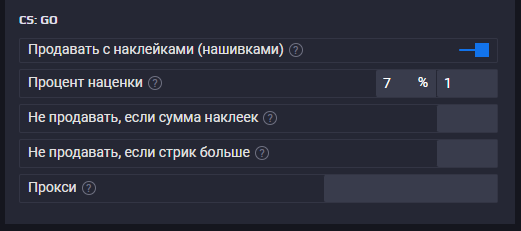 CS: GO
Продавать с наклейками (нашивками) ?
Процент наценки ? 7 % 1
Не продавать, если сумма наклеек ?
Не продавать, если стрик больше ?
Прокси ?